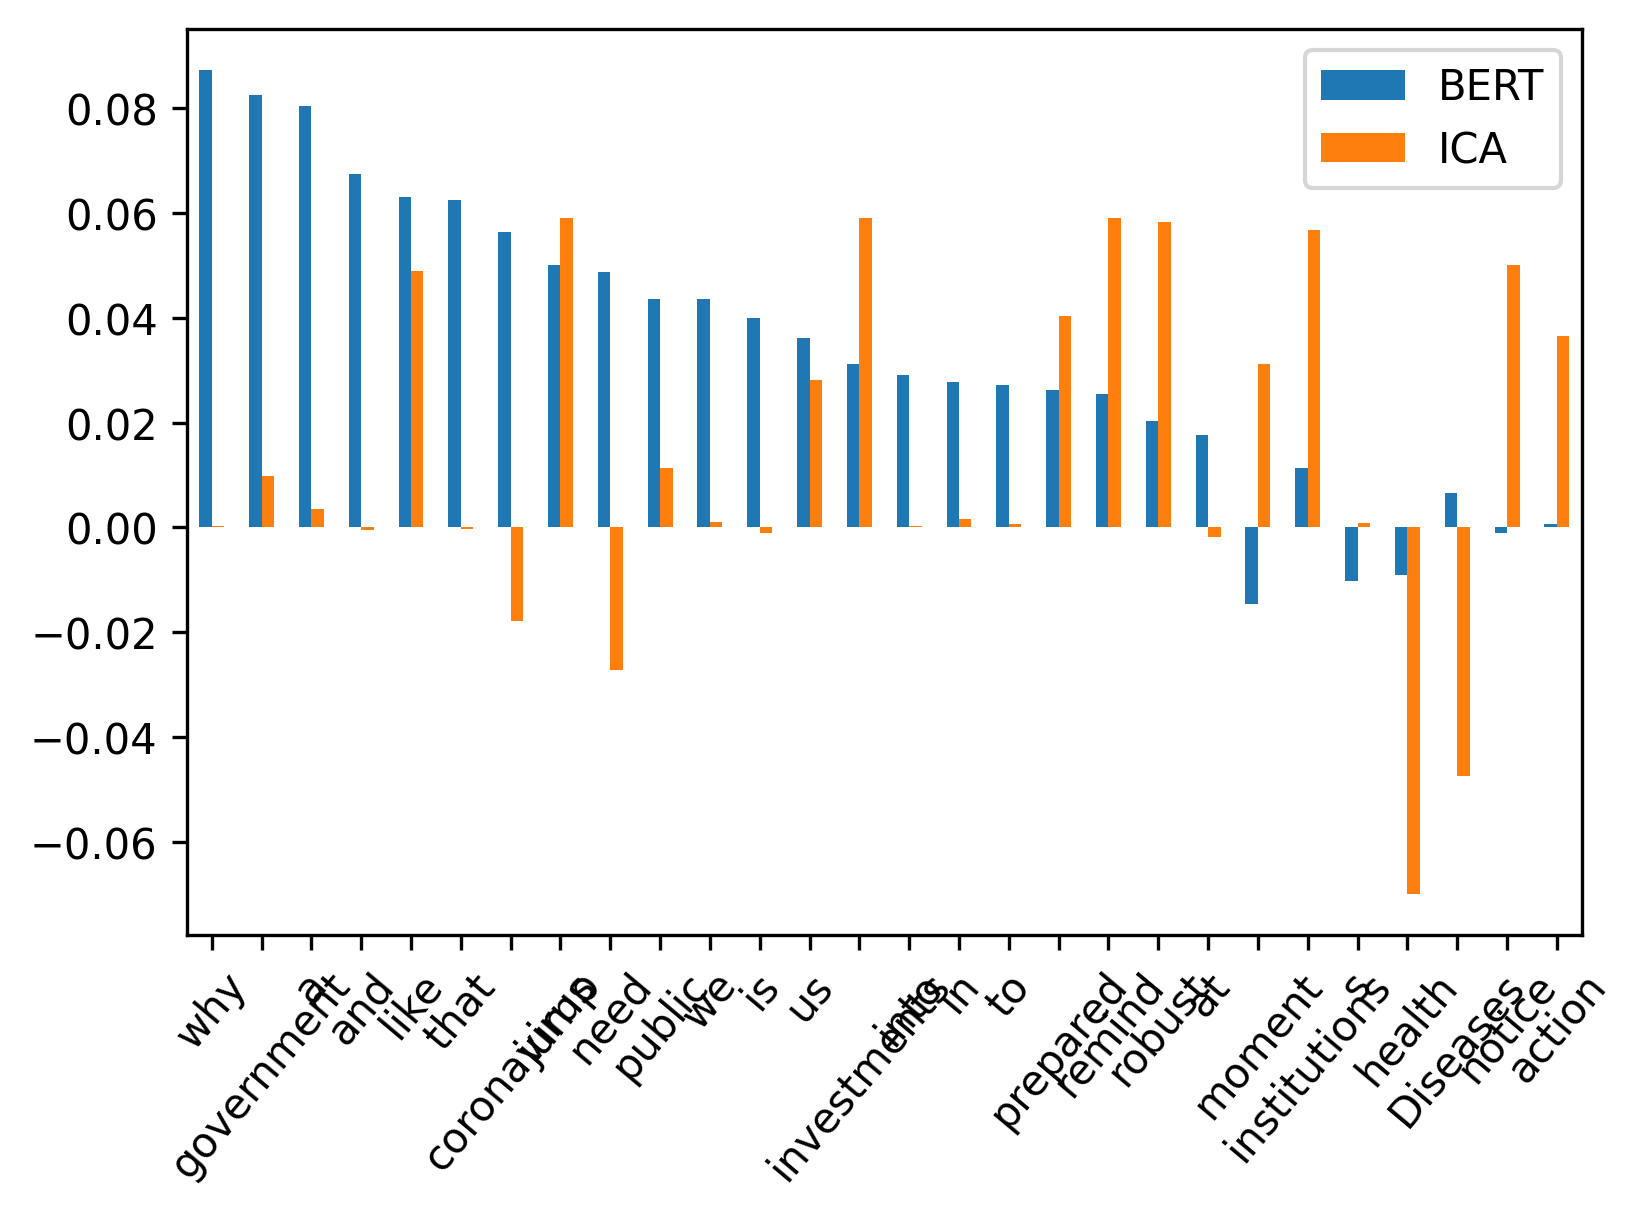 BERT
ICA
0.08
0.06
0.04
0.02
0.00
−0.02
−0.04
−0.06
why
government
a
and
like
that
coronavirus
jump
need
public
we
is
us
investments
into
in
to
prepared
remind
robust
at
moment
institutions
s
health
Diseases
notice
action